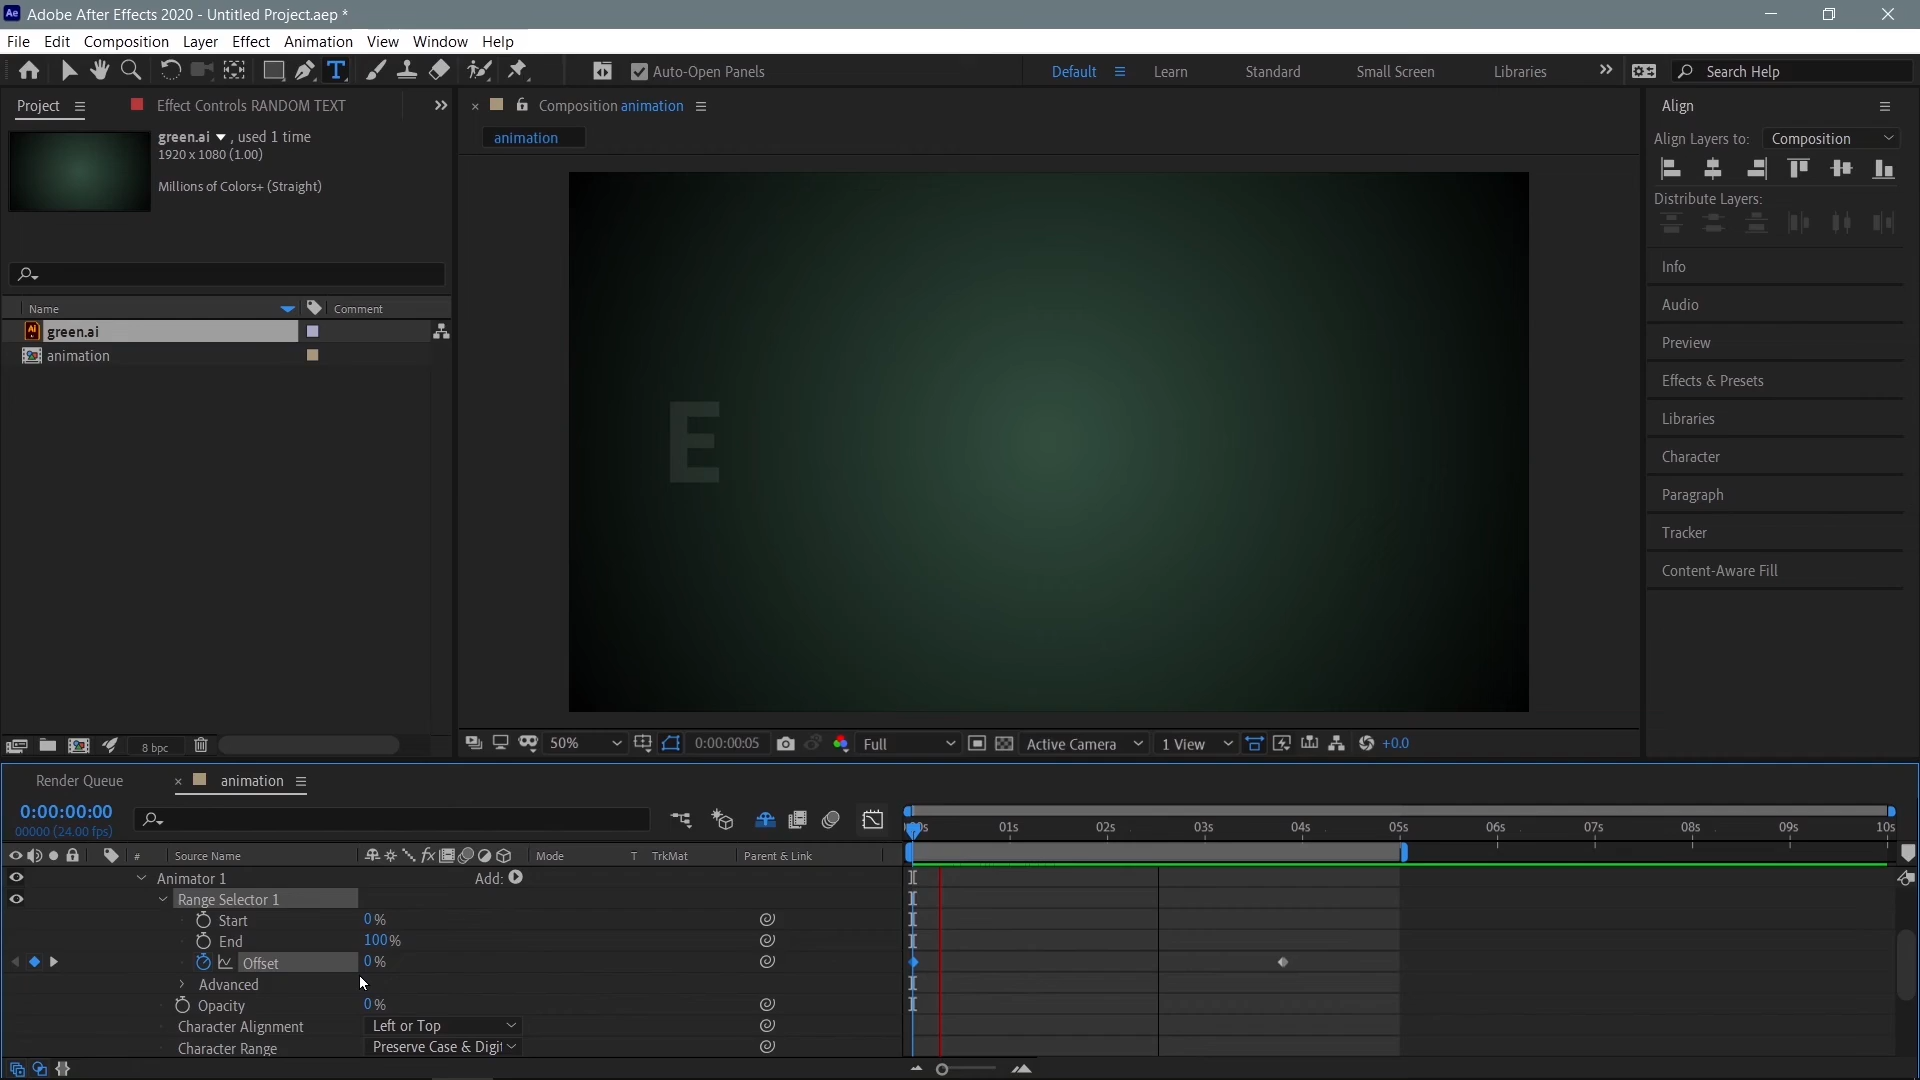 Ae Adobe After Effects 2020 - Untitled Project.aep *
File Edit Composition Layer Effect Animation View Window Help
Auto-Open Panels
Default Learn Standard Small Screen Libraries
Search Help
Project Effect Controls RANDOM TEXT
Composition animation
Align
green.ai , used 1 time
1920 x 1080 (1.00)
Millions of Colors+ (Straight)
animation
Align Layers to: Composition
Distribute Layers:
Info
Audio
Preview
Effects & Presets
Libraries
Character
Paragraph
Tracker
Content-Aware Fill
Name Comment
Ai green.ai
animation
E
8 bpc
50% 0:00:00:05 Full Active Camera 1 View +0.0
Render Queue animation
0:00:00:00
00000 (24.00 fps)
01s 02s 03s 04s 05s 06s 07s 08s 09s 10s
# Source Name fx Mode T TrkMat Parent & Link
Animator 1 Add:
Range Selector 1
Start 0%
End 100%
Offset 0%
Advanced
Opacity 0%
Character Alignment Left or Top
Character Range Preserve Case & Digit